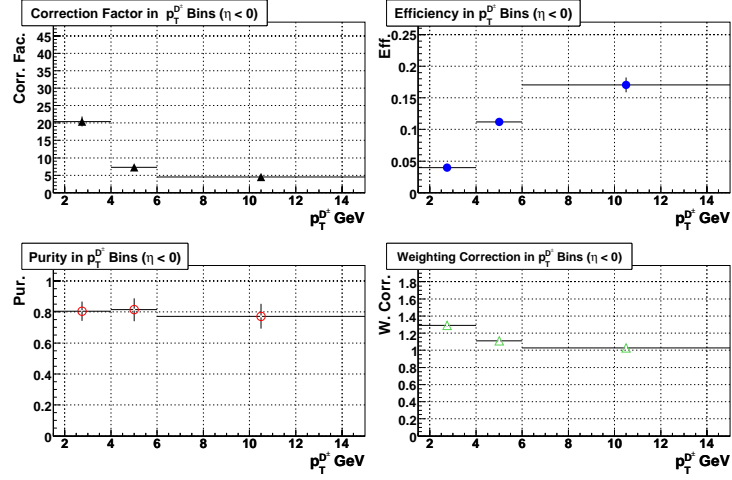 Correction Factor in p_T^{D^±} Bins (η < 0)
Corr. Fac.
45
40
35
30
25
20
15
10
5
0
2 4 6 8 10 12 14
p_T^{D^±} GeV
Efficiency in p_T^{D^±} Bins (η < 0)
Eff.
0.25
0.2
0.15
0.1
0.05
0
2 4 6 8 10 12 14
p_T^{D^±} GeV
Purity in p_T^{D^±} Bins (η < 0)
Pur.
1
0.8
0.6
0.4
0.2
0
2 4 6 8 10 12 14
p_T^{D^±} GeV
Weighting Correction in p_T^{D^±} Bins (η < 0)
W. Corr.
1.8
1.6
1.4
1.2
1
0.8
0.6
0.4
0.2
0
2 4 6 8 10 12 14
p_T^{D^±} GeV